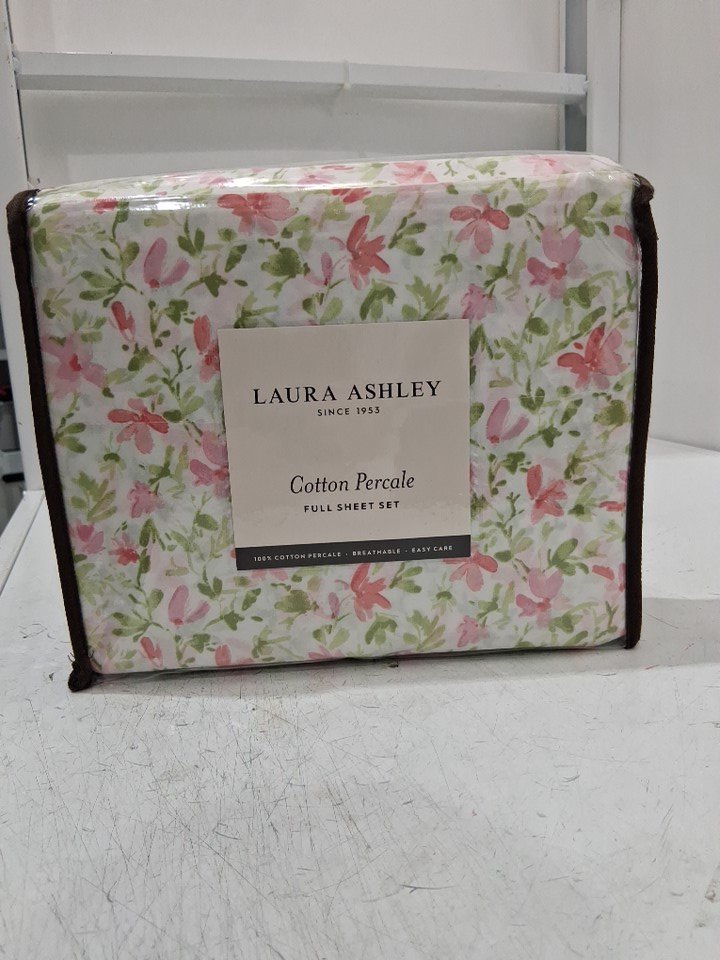 LAURA ASHLEY
SINCE 1953
Cotton Percale
FULL SHEET SET
100% COTTON PERCALE · BREATHABLE · EASY CARE